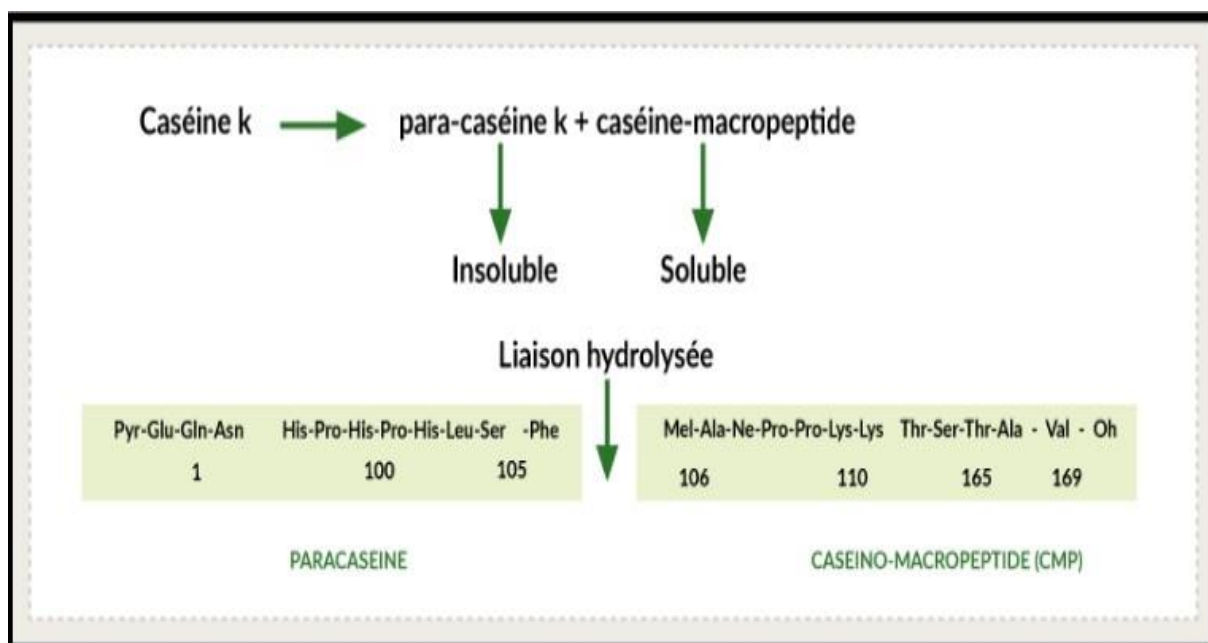 Caséine k para-caséine k + caséine-macropeptide
Insoluble Soluble
Liaison hydrolysée
Pyr-Glu-Gln-Asn His-Pro-His-Pro-His-Leu-Ser -Phe
1 100 105
Mel-Ala-Ne-Pro-Pro-Lys-Lys Thr-Ser-Thr-Ala - Val - Oh
106 110 165 169
PARACASEINE
CASEINO-MACROPEPTIDE (CMP)